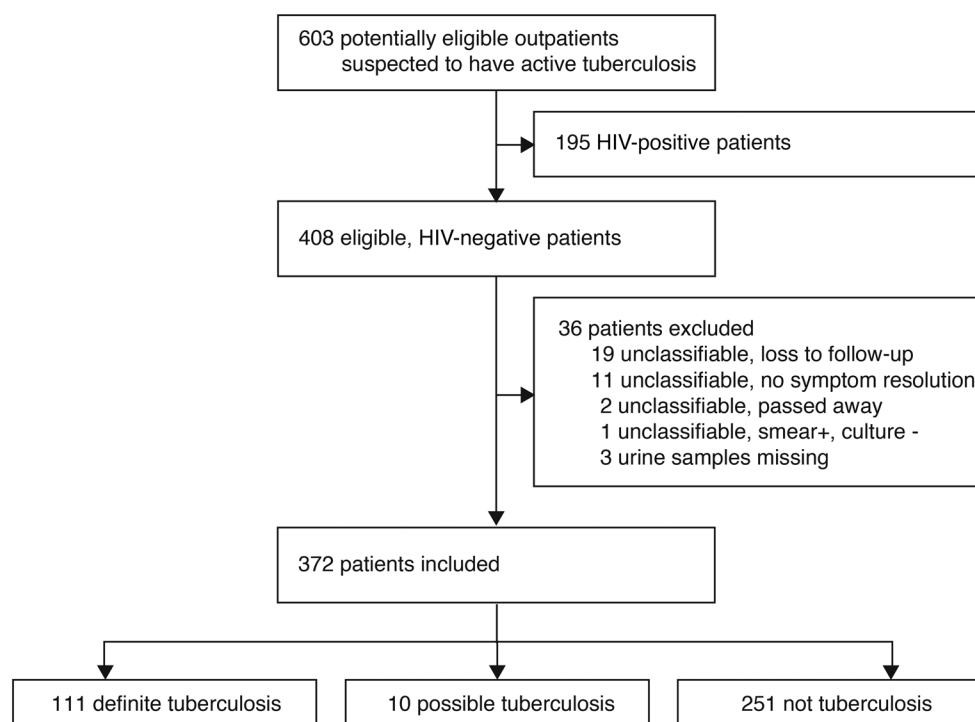 603 potentially eligible outpatients
suspected to have active tuberculosis
195 HIV-positive patients
408 eligible, HIV-negative patients
36 patients excluded
19 unclassifiable, loss to follow-up
11 unclassifiable, no symptom resolution
2 unclassifiable, passed away
1 unclassifiable, smear+, culture -
3 urine samples missing
372 patients included
111 definite tuberculosis
10 possible tuberculosis
251 not tuberculosis